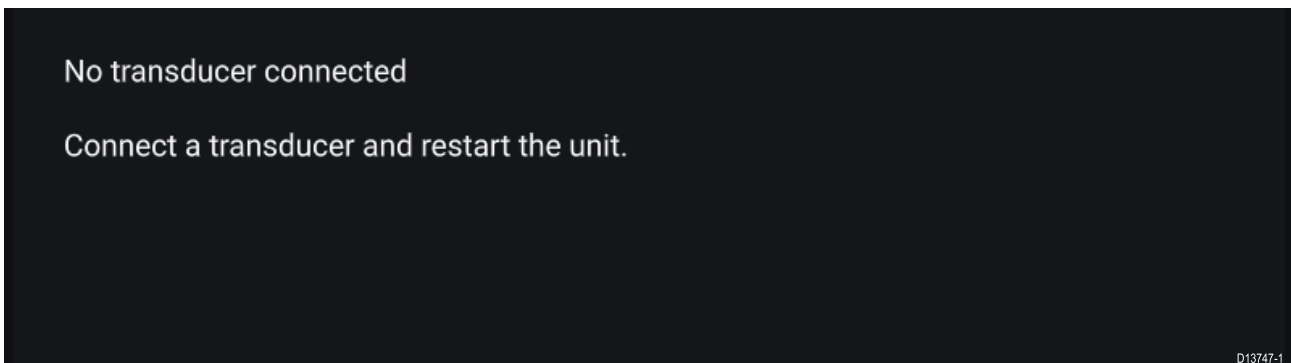 No transducer connected
Connect a transducer and restart the unit.
D13747-1